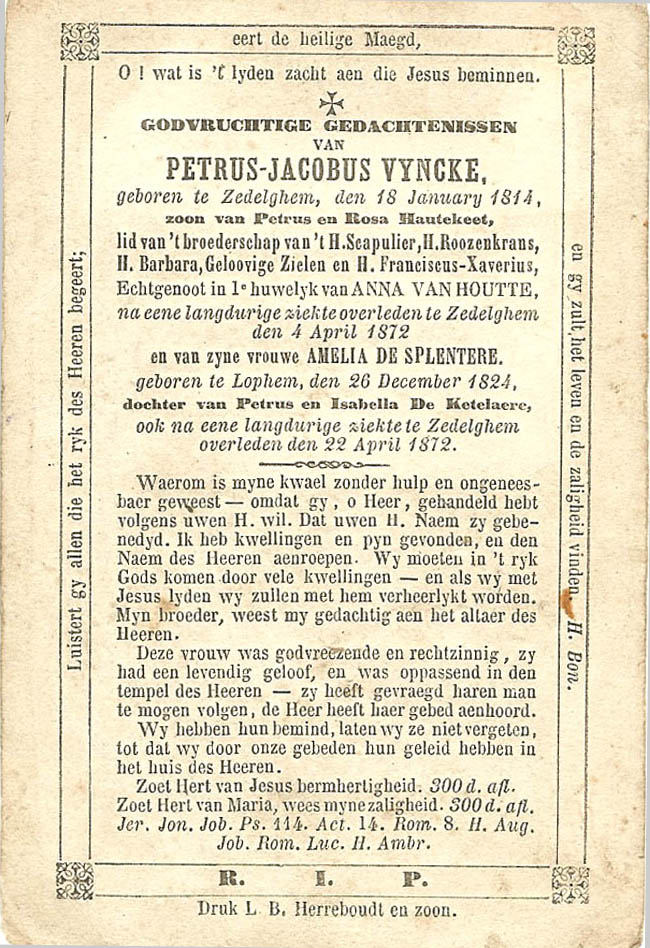 eert de heilige Maegd,
Luistert gy allen die het ryk des Heeren begeert;
en gy zult, het leven en de zaligheid vinden. H. Bon.
O ! wat is 't lyden zacht aen die Jesus beminnen.
GODVRUCHTIGE GEDACHTENISSEN
VAN
PETRUS-JACOBUS VYNCKE,
geboren te Zedelghem, den 18 January 1814,
zoon van Petrus en Rosa Hautekeet,
lid van 't broederschap van 't H. Scapulier, H. Roozenkrans,
H. Barbara, Geloovige Zielen en H. Franciscus-Xaverius,
Echtgenoot in 1e huwelyk van ANNA VAN HOUTTE,
na eene langdurige ziekte overleden te Zedelghem
den 4 April 1872
en van zyne vrouwe AMELIA DE SPLENTERE.
geboren te Lophem, den 26 December 1824,
dochter van Petrus en Isabella De Ketelaere,
ook na eene langdurige ziekte te Zedelghem
overleden den 22 April 1872.
Waerom is myne kwael zonder hulp en ongenees-
baer geweest — omdat gy, o Heer, gehandeld hebt
volgens uwen H. wil. Dat uwen H. Naem zy gebe-
nedyd. Ik heb kwellingen en pyn gevonden, en den
Naem des Heeren aenroepen. Wy moeten in 't ryk
Gods komen door vele kwellingen — en als wy met
Jesus lyden wy zullen met hem verheerlykt worden.
Myn broeder, weest my gedachtig aen het altaer des
Heeren.
Deze vrouw was godvreezende en rechtzinnig, zy
had een levendig geloof, en was oppassend in den
tempel des Heeren — zy heeft gevraegd haren man
te mogen volgen, de Heer heeft haer gebed aenhoord.
Wy hebben hun bemind, laten wy ze niet vergeten,
tot dat wy door onze gebeden hun geleid hebben in
het huis des Heeren.
Zoet Hert van Jesus bermhertigheid. 300 d. afl.
Zoet Hert van Maria, wees myne zaligheid. 300 d. afl.
Jer. Jon. Job. Ps. 114. Act. 14. Rom. 8. H. Aug.
Job. Rom. Luc. H. Ambr.
R. I. P.
Druk L. B. Herreboudt en zoon.